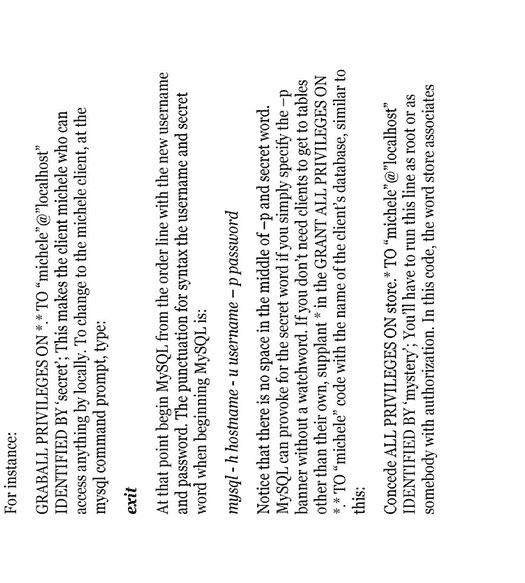 For instance:
GRABALL PRIVILEGES ON *.* TO “michele”@”localhost”
IDENTIFIED BY ‘secret’; This makes the client michele who can
access anything by locally. To change to the michele client, at the
mysql command prompt, type:
exit
At that point begin MySQL from the order line with the new username
and password. The punctuation for syntax the username and secret
word when beginning MySQL is:
mysql - h hostname - u username – p password
Notice that there is no space in the middle of –p and secret word.
MySQL can provoke for the secret word if you simply specify the –p
banner without a watchword. If you don’t need clients to get to tables
other than their own, supplant * in the GRANT ALL PRIVILEGES ON
*.* TO “michele” code with the name of the client’s database, similar to
this:
Concede ALL PRIVILEGES ON store.* TO “michele”@”localhost”
IDENTIFIED BY ‘mystery’; You’ll have to run this line as root or as
somebody with authorization. In this code, the word store associates